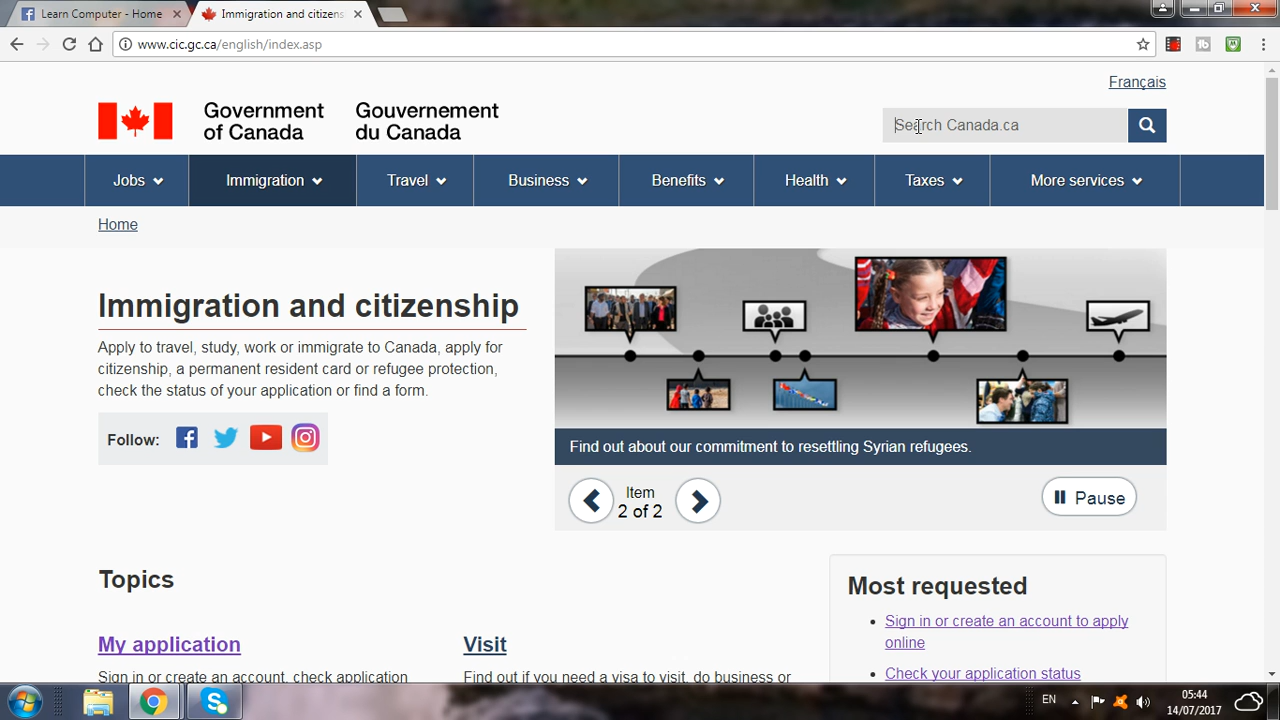 Learn Computer - Home
Immigration and citizens
www.cic.gc.ca/english/index.asp
Français
Government of Canada
Gouvernement du Canada
Search Canada.ca
Jobs
Immigration
Travel
Business
Benefits
Health
Taxes
More services
Home
Immigration and citizenship
Apply to travel, study, work or immigrate to Canada, apply for
citizenship, a permanent resident card or refugee protection,
check the status of your application or find a form.
Follow:
Find out about our commitment to resettling Syrian refugees.
Item
2 of 2
Pause
Topics
My application
Sign in or create an account, check application
Visit
Find out if you need a visa to visit, do business or
Most requested
Sign in or create an account to apply
online
Check your application status
EN
05:44
14/07/2017